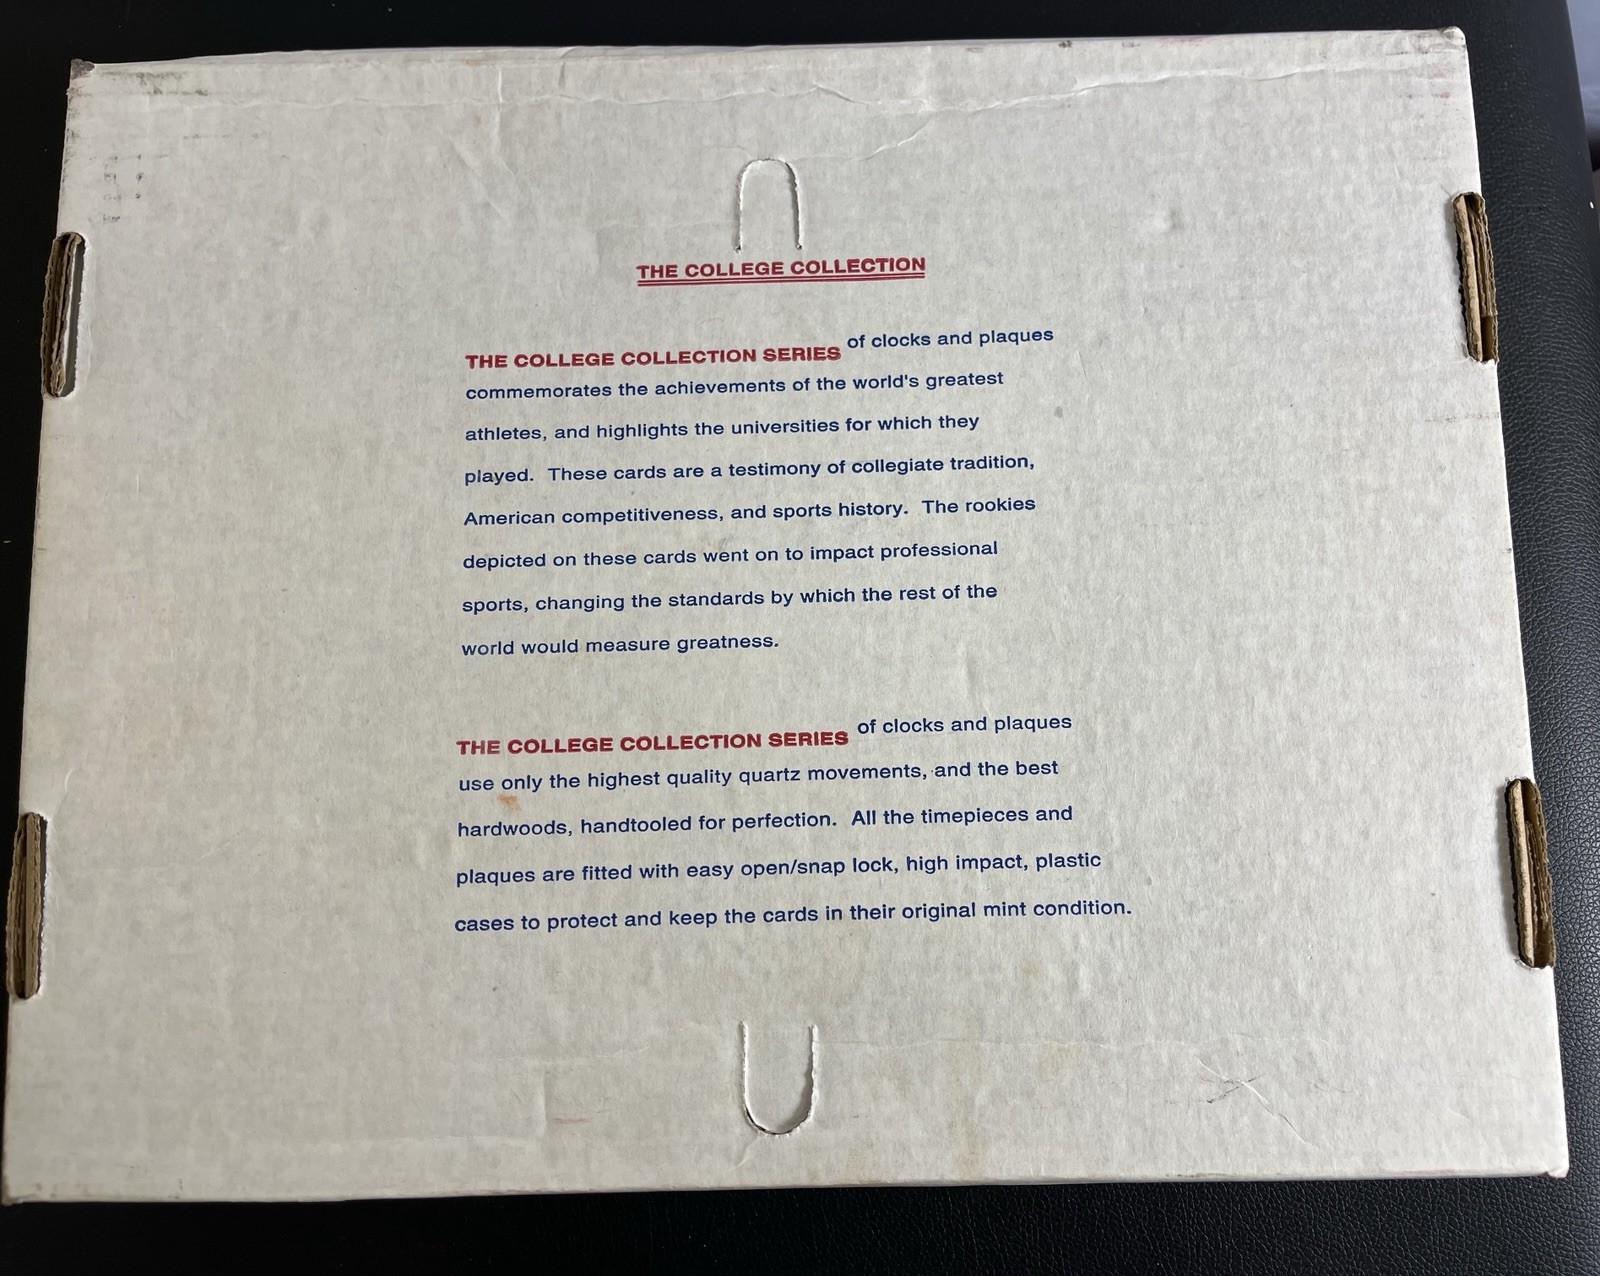 THE COLLEGE COLLECTION
THE COLLEGE COLLECTION SERIES of clocks and plaques
commemorates the achievements of the world's greatest
athletes, and highlights the universities for which they
played. These cards are a testimony of collegiate tradition,
American competitiveness, and sports history. The rookies
depicted on these cards went on to impact professional
sports, changing the standards by which the rest of the
world would measure greatness.
THE COLLEGE COLLECTION SERIES of clocks and plaques
use only the highest quality quartz movements, and the best
hardwoods, handtooled for perfection. All the timepieces and
plaques are fitted with easy open/snap lock, high impact, plastic
cases to protect and keep the cards in their original mint condition.